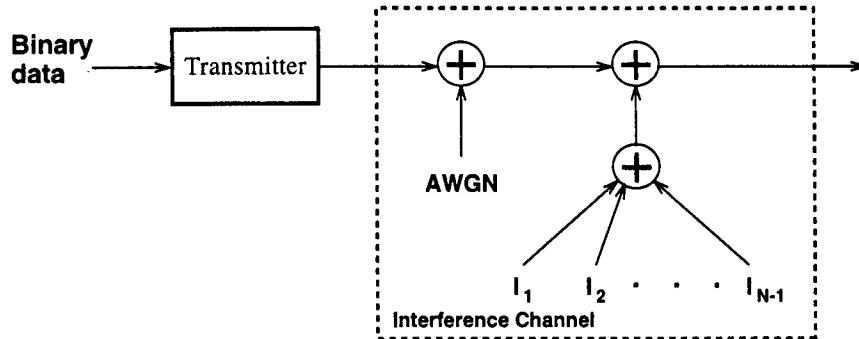 Binary
data
Transmitter
AWGN
I1 I2 · · · IN-1
Interference Channel